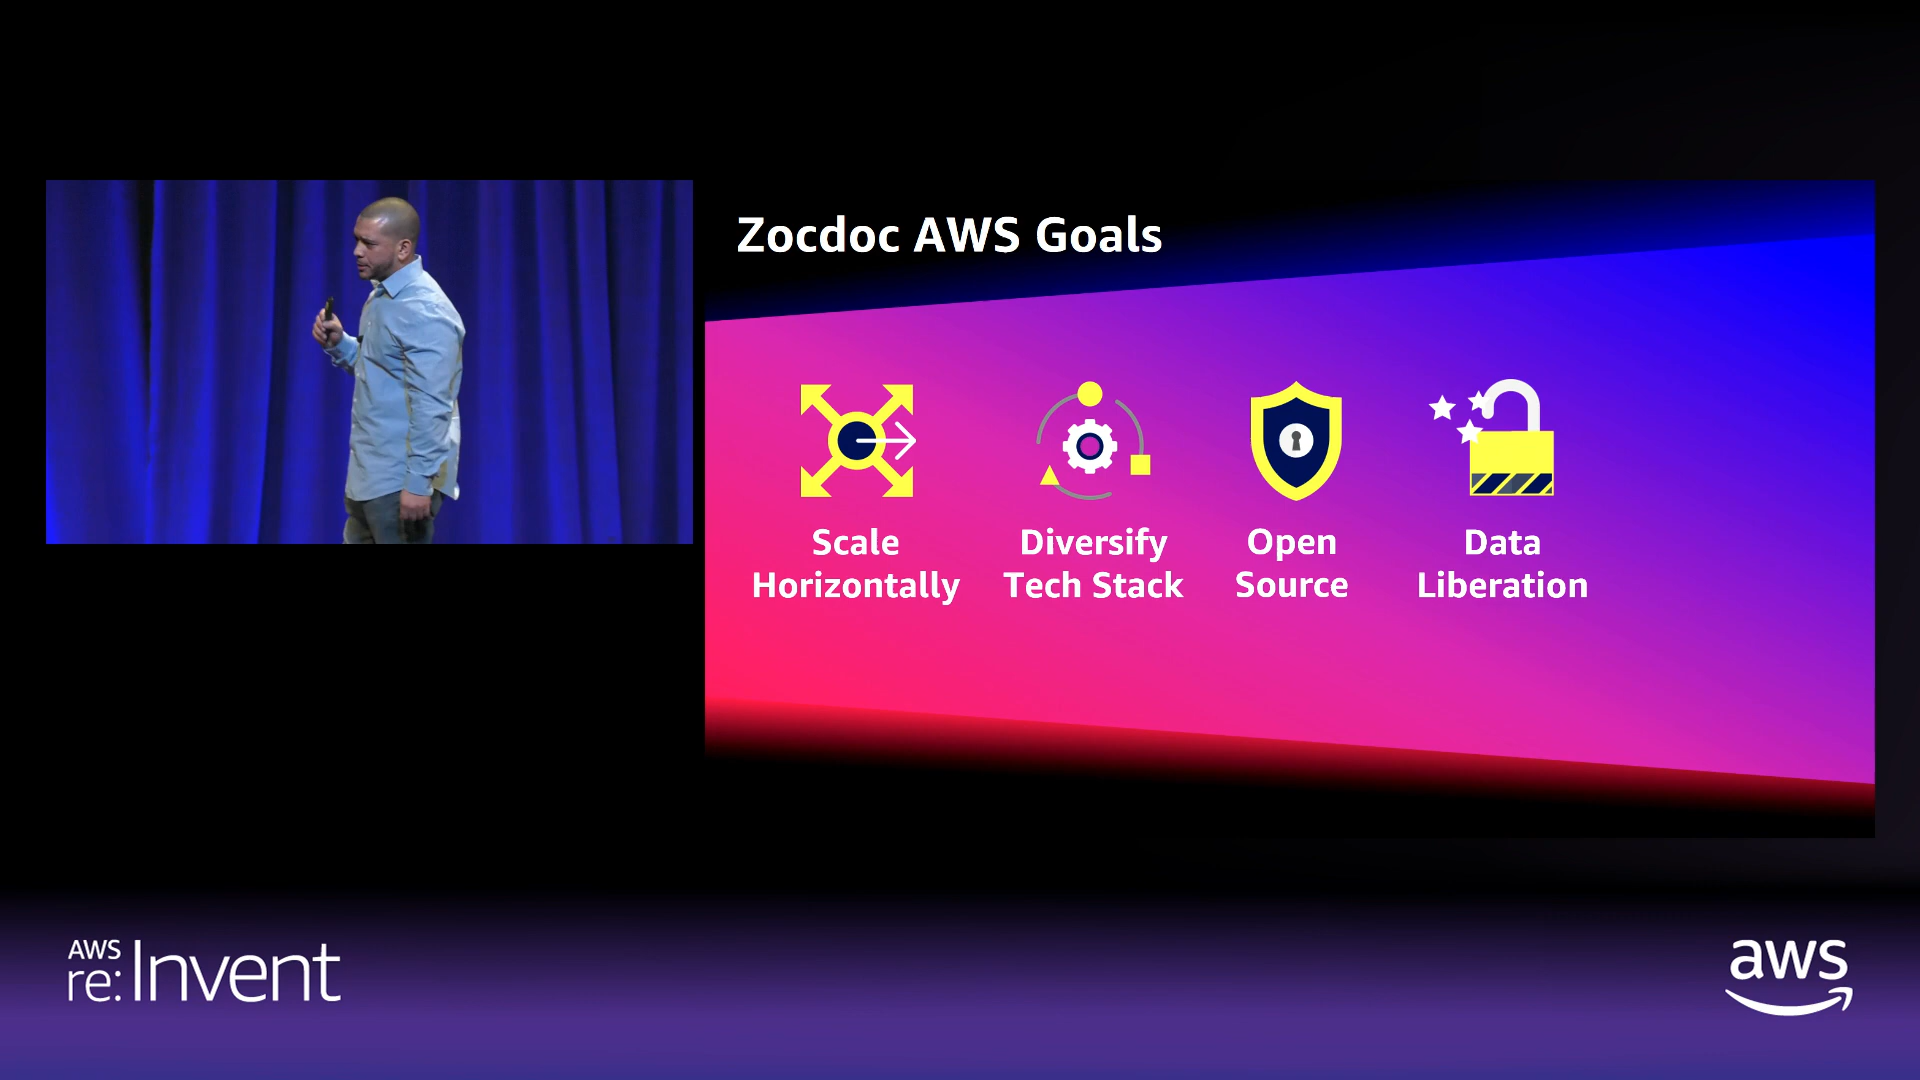 Zocdoc AWS Goals
Scale
Horizontally
Diversify
Tech Stack
Open
Source
Data
Liberation
AWS
re:Invent
aws